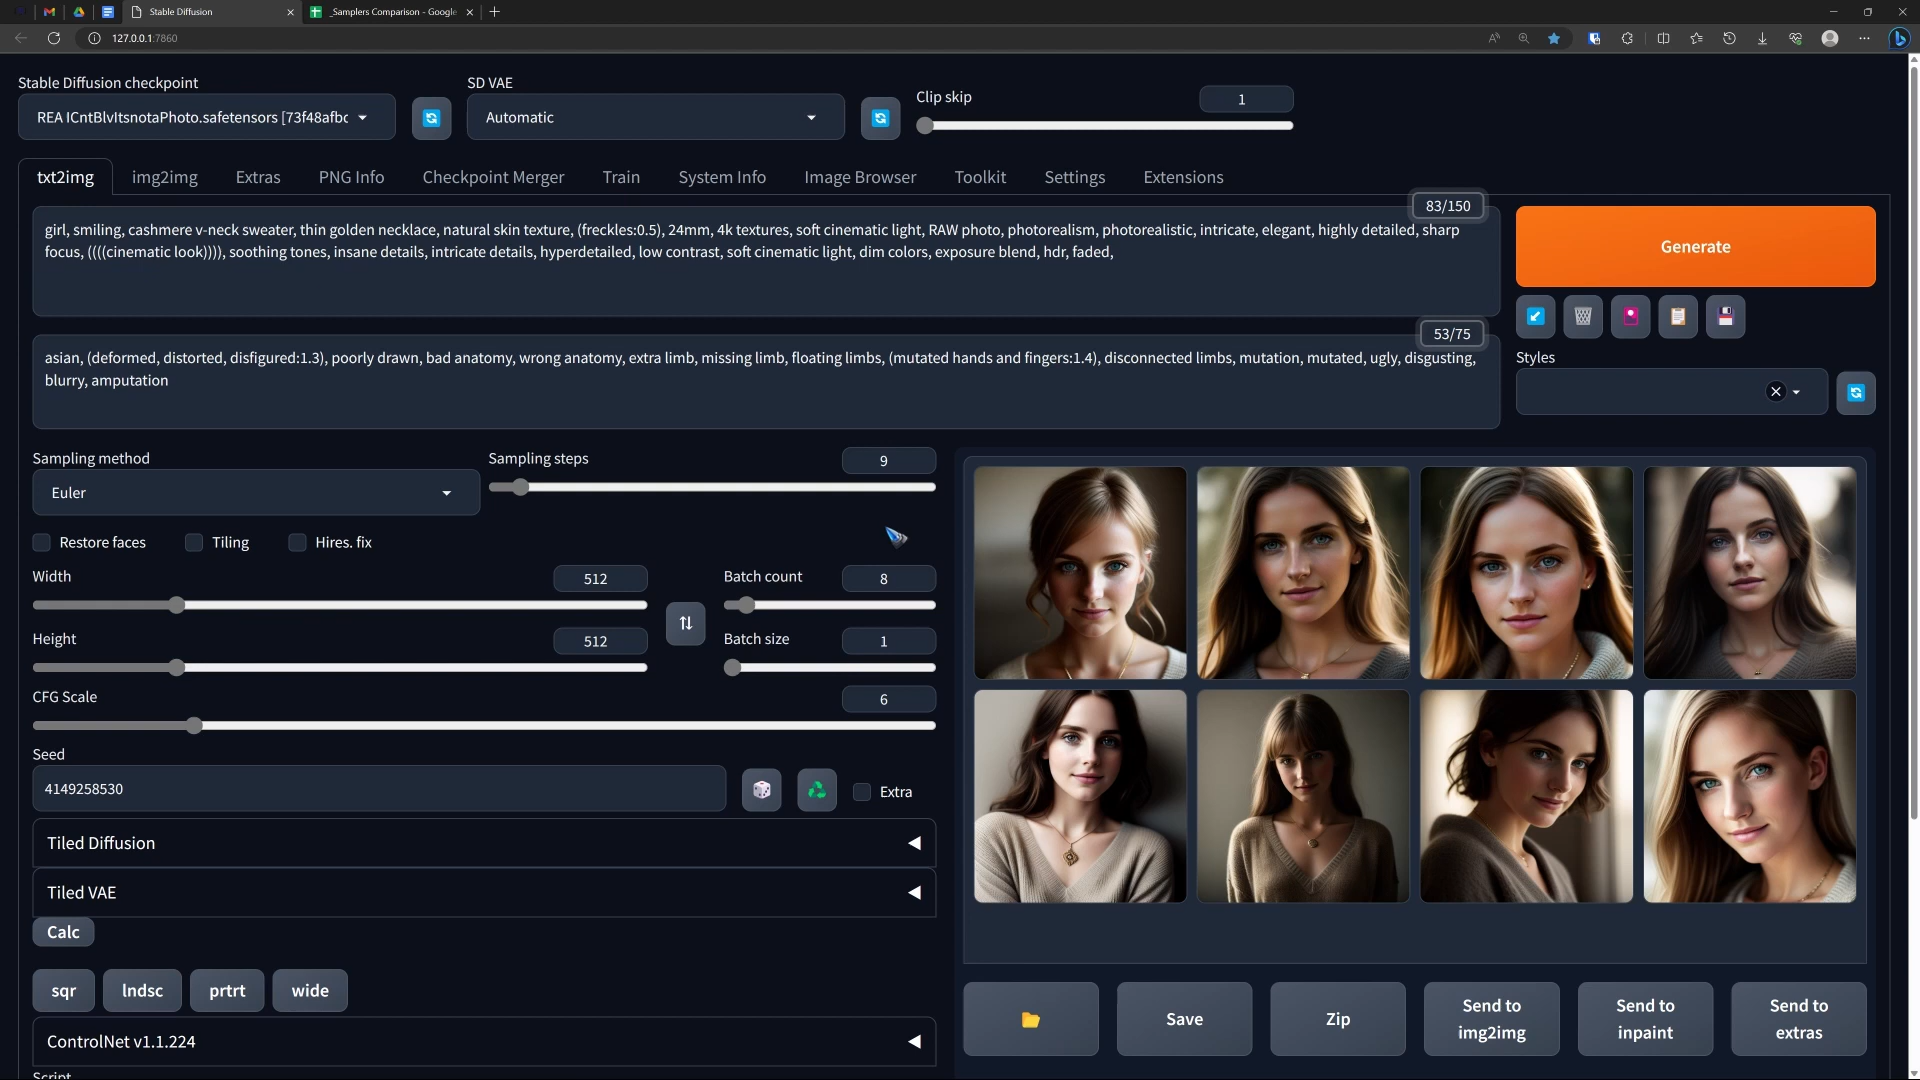 Stable Diffusion
_Samplers Comparison - Google
127.0.0.1:7860
Stable Diffusion checkpoint
SD VAE
Clip skip
1
REA ICntBlvItsnotaPhoto.safetensors [73f48afbc
Automatic
txt2img
img2img
Extras
PNG Info
Checkpoint Merger
Train
System Info
Image Browser
Toolkit
Settings
Extensions
83/150
girl, smiling, cashmere v-neck sweater, thin golden necklace, natural skin texture, (freckles:0.5), 24mm, 4k textures, soft cinematic light, RAW photo, photorealism, photorealistic, intricate, elegant, highly detailed, sharp
focus, ((((cinematic look)))), soothing tones, insane details, intricate details, hyperdetailed, low contrast, soft cinematic light, dim colors, exposure blend, hdr, faded,
Generate
53/75
asian, (deformed, distorted, disfigured:1.3), poorly drawn, bad anatomy, wrong anatomy, extra limb, missing limb, floating limbs, (mutated hands and fingers:1.4), disconnected limbs, mutation, mutated, ugly, disgusting,
blurry, amputation
Styles
Sampling method
Sampling steps
9
Euler
Restore faces
Tiling
Hires. fix
Width
512
Batch count
8
Height
512
Batch size
1
CFG Scale
6
Seed
4149258530
Extra
Tiled Diffusion
Tiled VAE
Calc
sqr
lndsc
prtrt
wide
ControlNet v1.1.224
Script
Save
Zip
Send to
img2img
Send to
inpaint
Send to
extras